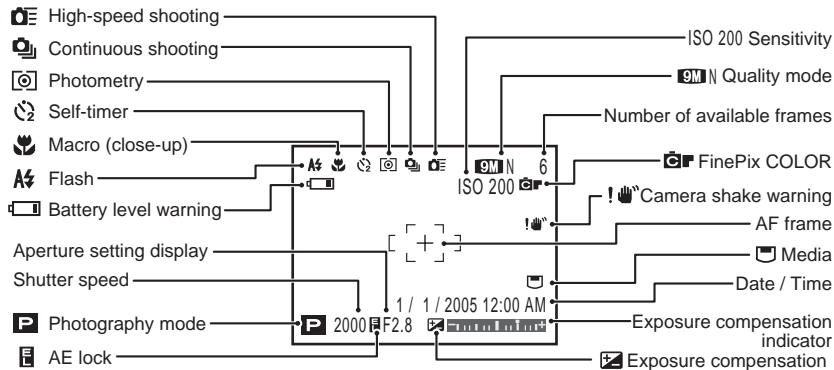 High-speed shooting
Continuous shooting
Photometry
Self-timer
Macro (close-up)
Flash
Battery level warning
Aperture setting display
Shutter speed
P Photography mode
AE lock
9M N 6
ISO 200
1 / 1 / 2005 12:00 AM
P 2000 F2.8
ISO 200 Sensitivity
9M N Quality mode
Number of available frames
FinePix COLOR
Camera shake warning
AF frame
Media
Date / Time
Exposure compensation
indicator
Exposure compensation